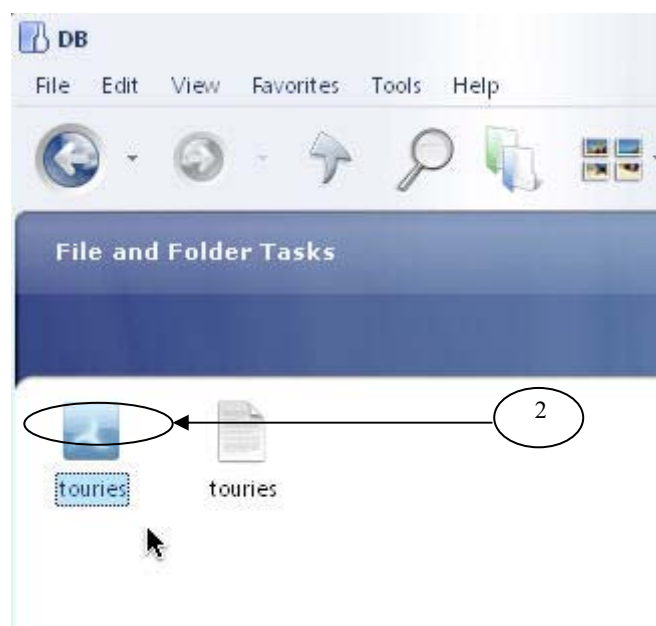 DB
File Edit View Favorites Tools Help
File and Folder Tasks
2
touries touries